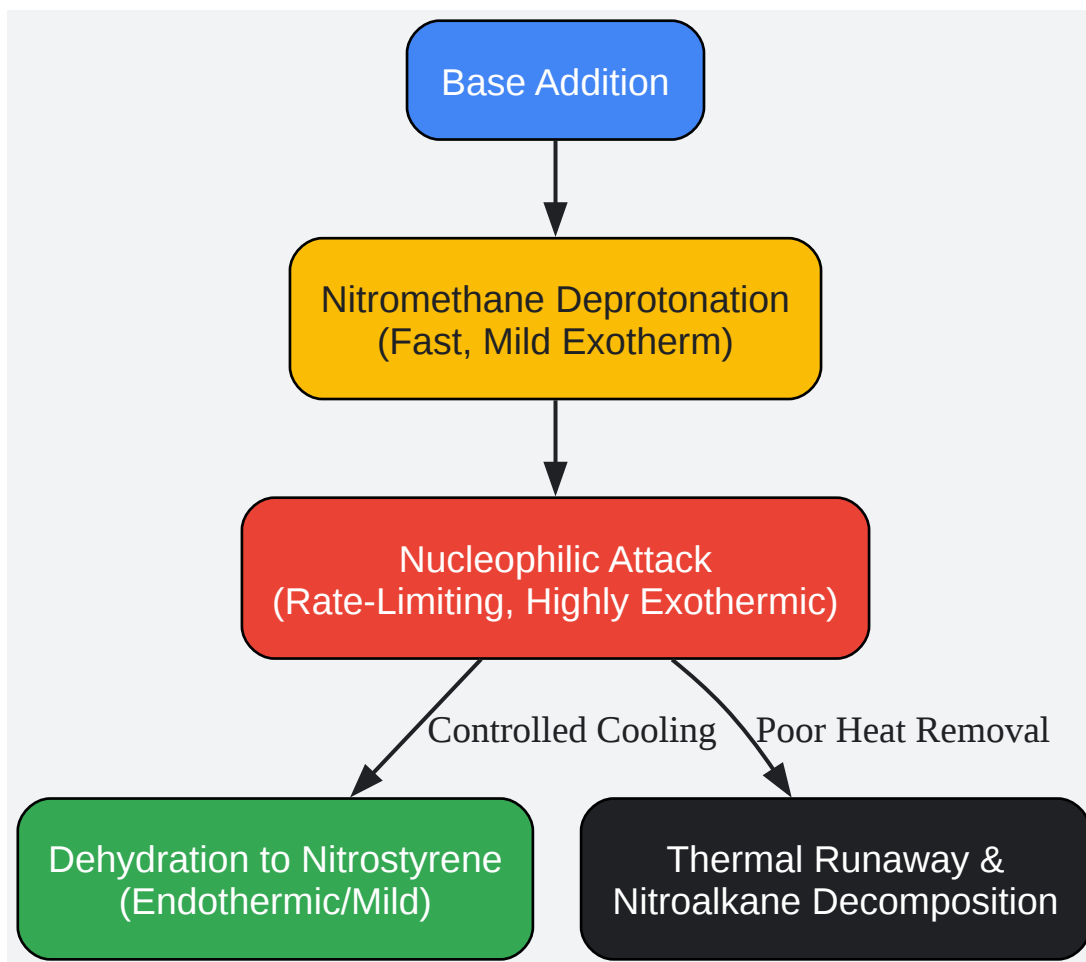 Base Addition
Nitromethane Deprotonation
(Fast, Mild Exotherm)
Nucleophilic Attack
(Rate-Limiting, Highly Exothermic)
Controlled Cooling
Poor Heat Removal
Dehydration to Nitrostyrene
(Endothermic/Mild)
Thermal Runaway &
Nitroalkane Decomposition